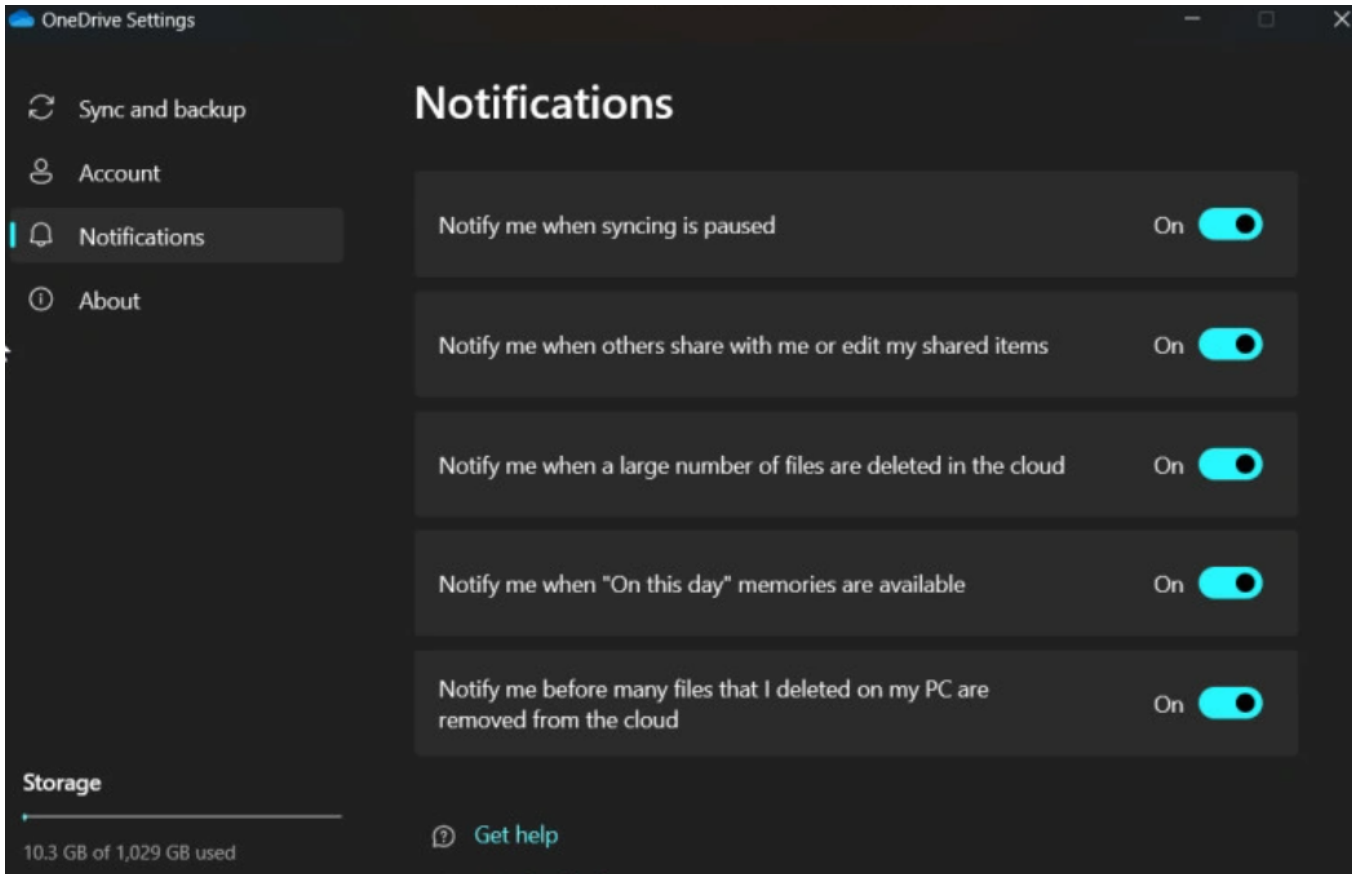 OneDrive Settings
Sync and backup
Account
Notifications
About
Storage
10.3 GB of 1,029 GB used
Notifications
Notify me when syncing is paused
On
Notify me when others share with me or edit my shared items
On
Notify me when a large number of files are deleted in the cloud
On
Notify me when "On this day" memories are available
On
Notify me before many files that I deleted on my PC are
removed from the cloud
On
Get help